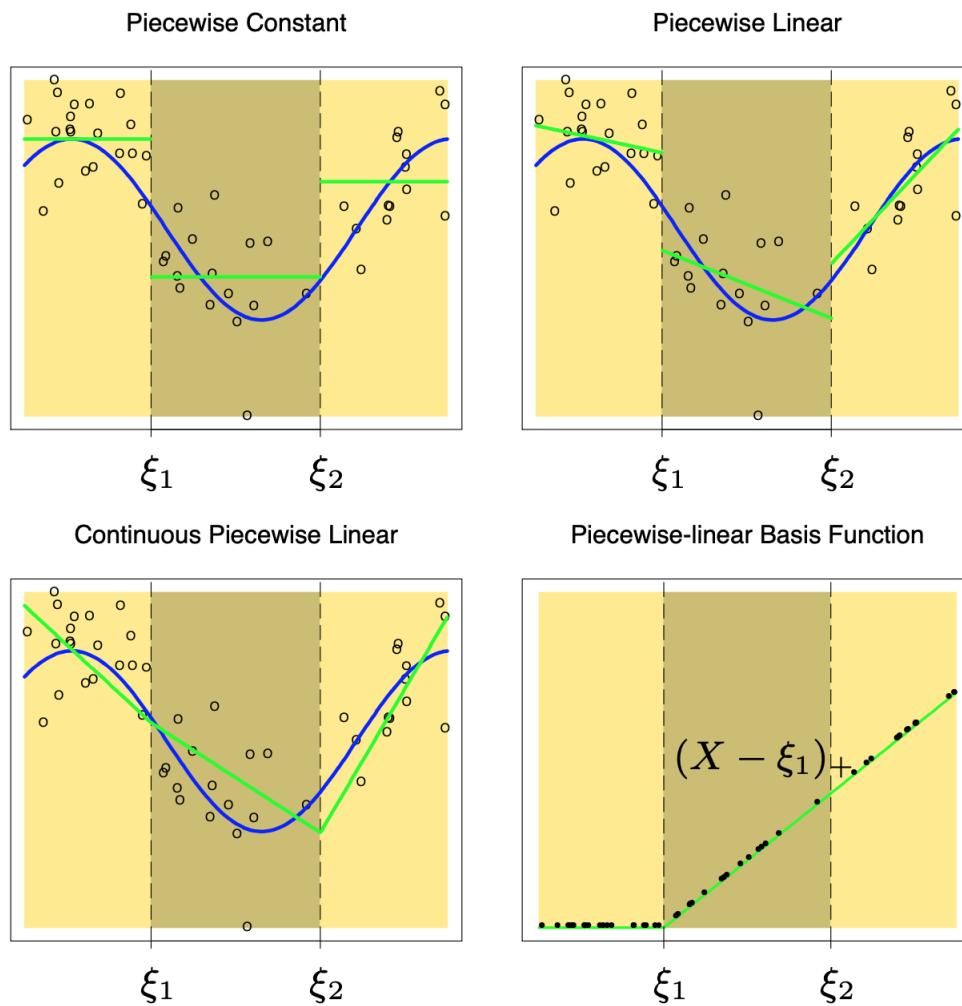 Piecewise Constant
Piecewise Linear
ξ₁ ξ₂
ξ₁ ξ₂
Continuous Piecewise Linear
Piecewise-linear Basis Function
(X − ξ₁)₊
ξ₁ ξ₂
ξ₁ ξ₂